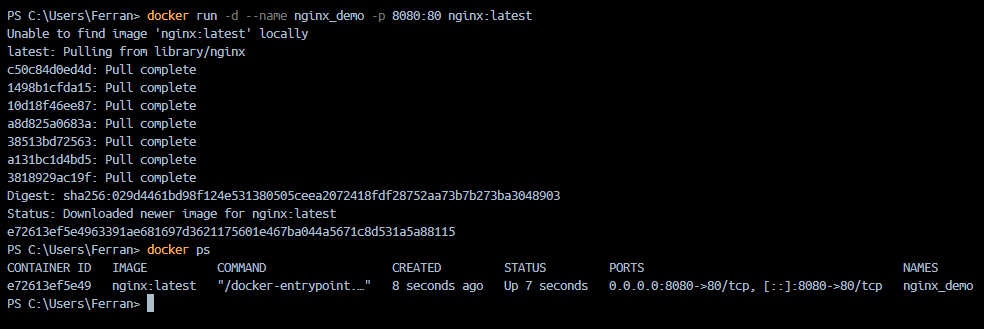 PS C:\Users\Ferran> docker run -d --name nginx_demo -p 8080:80 nginx:latest
Unable to find image 'nginx:latest' locally
latest: Pulling from library/nginx
c50c84d0ed4d: Pull complete
1498b1cfda15: Pull complete
10d18f46ee87: Pull complete
a8d825a0683a: Pull complete
38513bd72563: Pull complete
a131bc1d4bd5: Pull complete
3818929ac19f: Pull complete
Digest: sha256:029d4461bd98f124e531380505ceea2072418fdf28752aa73b7b273ba3048903
Status: Downloaded newer image for nginx:latest
e72613ef5e4963391ae681697d3621175601e467ba044a5671c8d531a5a88115
PS C:\Users\Ferran> docker ps
CONTAINER ID IMAGE COMMAND CREATED STATUS PORTS NAMES
e72613ef5e49 nginx:latest "/docker-entrypoint.…" 8 seconds ago Up 7 seconds 0.0.0.0:8080->80/tcp, [::]:8080->80/tcp nginx_demo
PS C:\Users\Ferran>